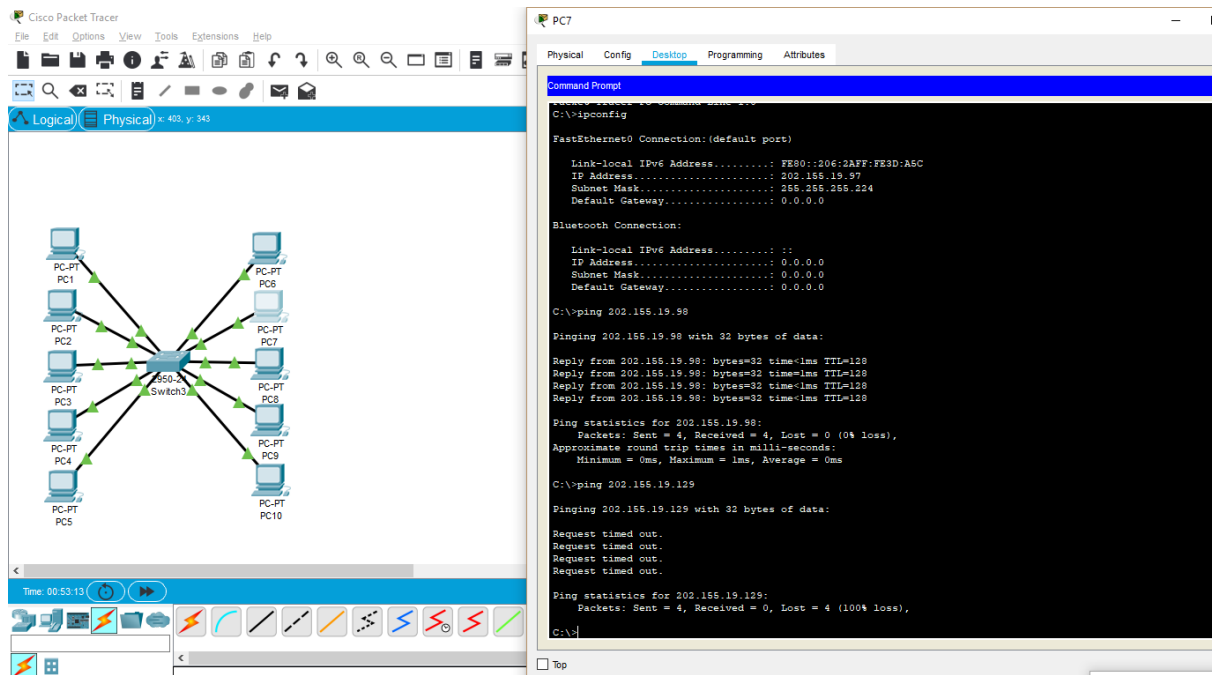 Cisco Packet Tracer
File Edit Options View Tools Extensions Help
Logical Physical x: 403, y: 343
PC-PT
PC1
PC-PT
PC2
PC-PT
PC3
PC-PT
PC4
PC-PT
PC5
PC-PT
PC6
PC-PT
PC7
PC-PT
PC8
PC-PT
PC9
PC-PT
PC10
2950-24
Switch3
Time: 00:53:13
PC7
Physical Config Desktop Programming Attributes
Command Prompt
Packet Tracer PC Command Line 1.0
C:\>ipconfig
FastEthernet0 Connection:(default port)
Link-local IPv6 Address.........: FE80::206:2AFF:FE3D:A5C
IP Address......................: 202.155.19.97
Subnet Mask.....................: 255.255.255.224
Default Gateway.................: 0.0.0.0
Bluetooth Connection:
Link-local IPv6 Address.........: ::
IP Address......................: 0.0.0.0
Subnet Mask.....................: 0.0.0.0
Default Gateway.................: 0.0.0.0
C:\>ping 202.155.19.98
Pinging 202.155.19.98 with 32 bytes of data:
Reply from 202.155.19.98: bytes=32 time<1ms TTL=128
Reply from 202.155.19.98: bytes=32 time=1ms TTL=128
Reply from 202.155.19.98: bytes=32 time<1ms TTL=128
Reply from 202.155.19.98: bytes=32 time<1ms TTL=128
Ping statistics for 202.155.19.98:
Packets: Sent = 4, Received = 4, Lost = 0 (0% loss),
Approximate round trip times in milli-seconds:
Minimum = 0ms, Maximum = 1ms, Average = 0ms
C:\>ping 202.155.19.129
Pinging 202.155.19.129 with 32 bytes of data:
Request timed out.
Request timed out.
Request timed out.
Request timed out.
Ping statistics for 202.155.19.129:
Packets: Sent = 4, Received = 0, Lost = 4 (100% loss),
C:\>
Top